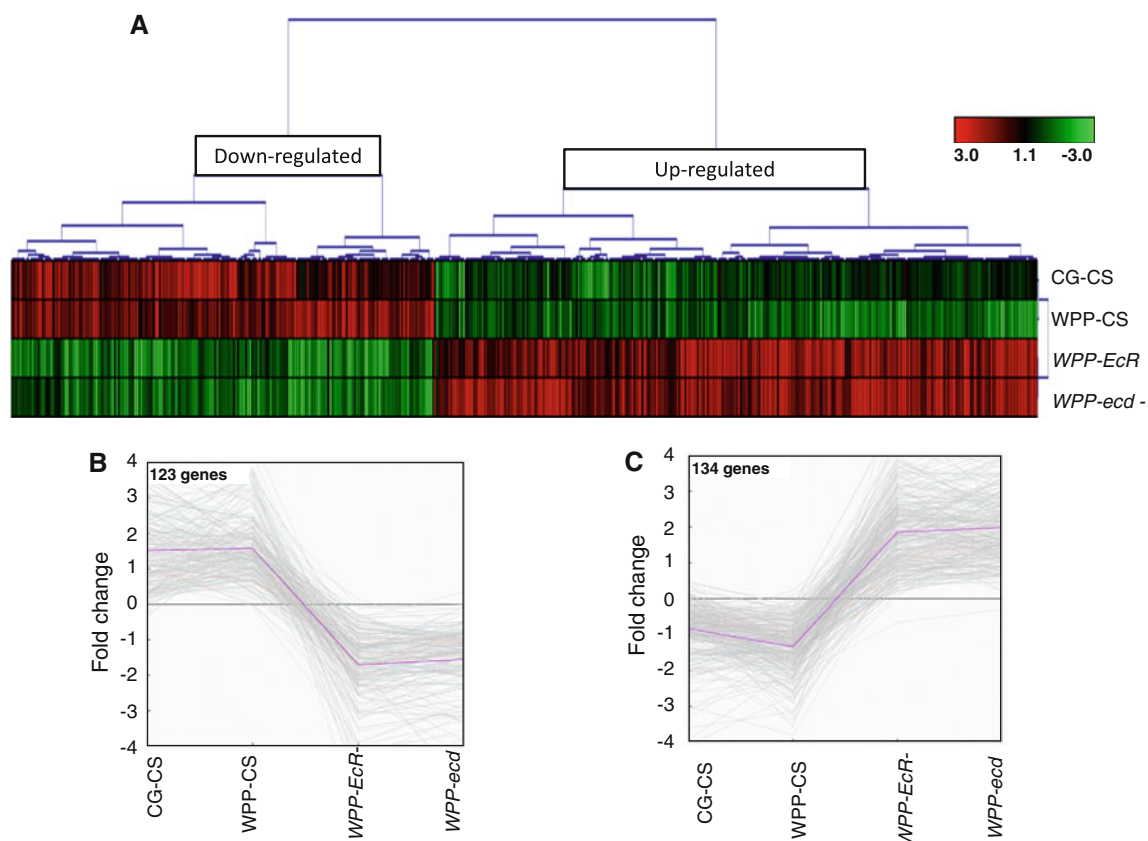 A
Down-regulated
Up-regulated
3.0 1.1 -3.0
CG-CS
WPP-CS
WPP-EcR
WPP-ecd -
B
123 genes
4
3
2
1
0
-1
-2
-3
-4
Fold change
CG-CS
WPP-CS
WPP-EcR-
WPP-ecd
C
134 genes
4
3
2
1
0
-1
-2
-3
-4
Fold change
CG-CS
WPP-CS
WPP-EcR-
WPP-ecd